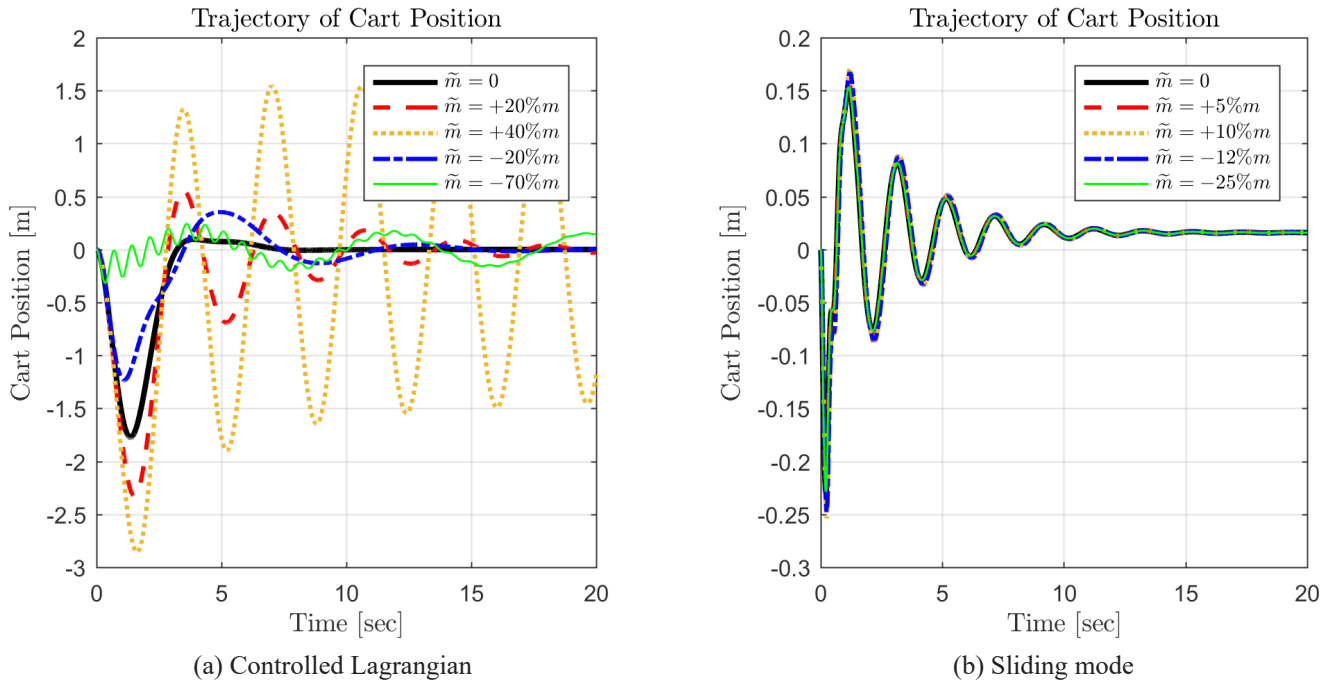 Trajectory of Cart Position
2
1.5
1
0.5
0
-0.5
-1
-1.5
-2
-2.5
-3
Cart Position [m]
m̃ = 0
m̃ = +20%m
m̃ = +40%m
m̃ = −20%m
m̃ = −70%m
0 5 10 15 20
Time [sec]
(a) Controlled Lagrangian
Trajectory of Cart Position
0.2
0.15
0.1
0.05
0
-0.05
-0.1
-0.15
-0.2
-0.25
-0.3
Cart Position [m]
m̃ = 0
m̃ = +5%m
m̃ = +10%m
m̃ = −12%m
m̃ = −25%m
0 5 10 15 20
Time [sec]
(b) Sliding mode